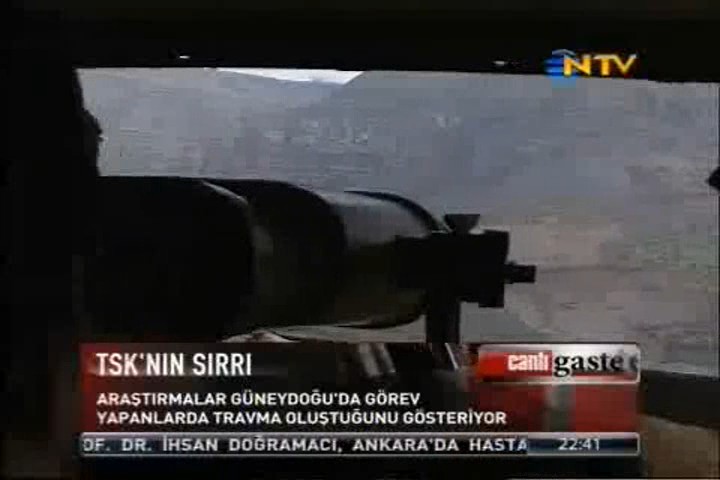 NTV
TSK'NIN SIRRI
canlı gaste
ARAŞTIRMALAR GÜNEYDOĞU'DA GÖREV
YAPANLARDA TRAVMA OLUŞTUĞUNU GÖSTERİYOR
OF. DR. İHSAN DOĞRAMACI, ANKARA'DA HASTA 22:41